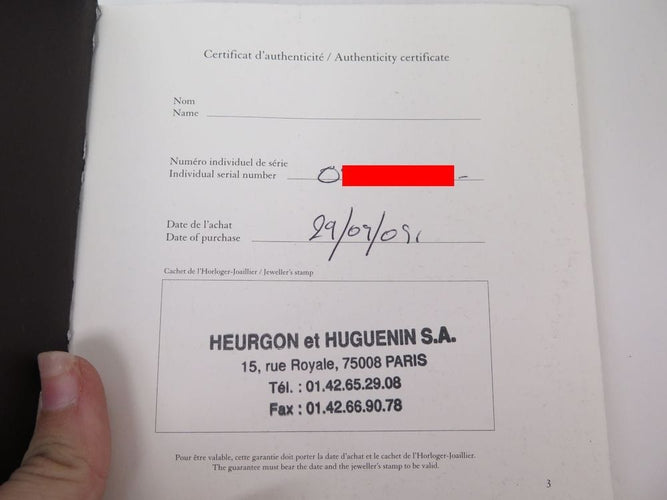 Certificat d'authenticité / Authenticity certificate
Nom
Name
Numéro individuel de série
Individual serial number O -
Date de l'achat
Date of purchase 29/09/09
Cachet de l'Horloger-Joaillier / Jeweller's stamp
HEURGON et HUGUENIN S.A.
15, rue Royale, 75008 PARIS
Tél. : 01.42.65.29.08
Fax : 01.42.66.90.78
Pour être valable, cette garantie doit porter la date d'achat et le cachet de l'Horloger-Joaillier.
The guarantee must bear the date and the jeweller's stamp to be valid.
3